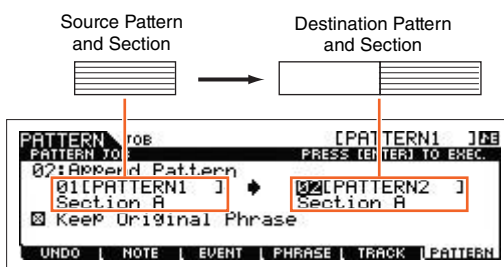 Source Pattern
and Section
Destination Pattern
and Section
PATTERN JOB [PATTERN1 ]
PATTERN JOB PRESS [ENTER] TO EXEC.
02:Append Pattern
01[PATTERN1 ] 02[PATTERN2 ]
Section A Section A
Keep Original Phrase
UNDO NOTE EVENT PHRASE TRACK PATTERN